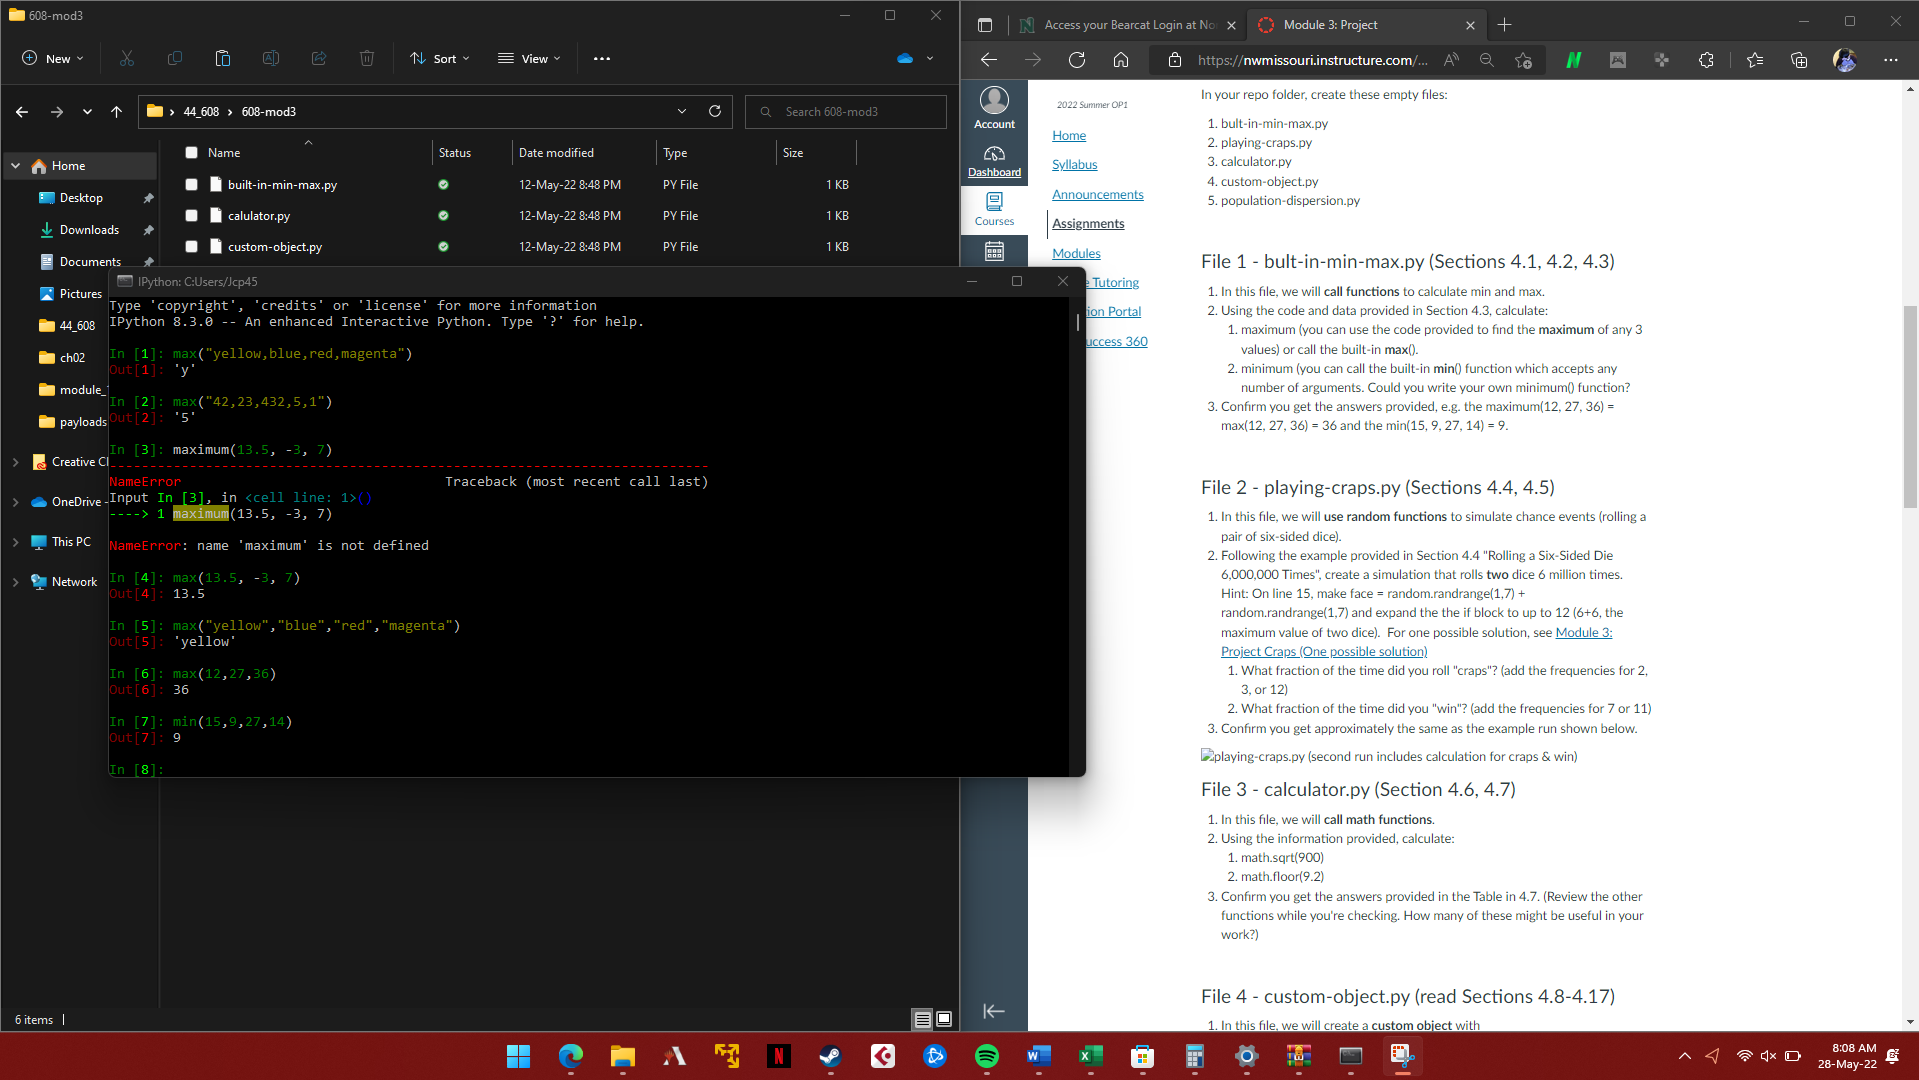 608-mod3
New
Sort
View
44_608
608-mod3
Search 608-mod3
Name
Status
Date modified
Type
Size
built-in-min-max.py
12-May-22 8:48 PM
PY File
1 KB
calulator.py
12-May-22 8:48 PM
PY File
1 KB
custom-object.py
12-May-22 8:48 PM
PY File
1 KB
Home
Desktop
Downloads
Documents
Pictures
44_608
ch02
module_
payloads
Creative Cl
OneDrive -
This PC
Network
6 items
IPython: C:Users/Jcp45
Type 'copyright', 'credits' or 'license' for more information
IPython 8.3.0 -- An enhanced Interactive Python. Type '?' for help.
In [1]: max("yellow,blue,red,magenta")
Out[1]: 'y'
In [2]: max("42,23,432,5,1")
Out[2]: '5'
In [3]: maximum(13.5, -3, 7)
---------------------------------------------------------------------------
NameError                                 Traceback (most recent call last)
Input In [3], in <cell line: 1>()
----> 1 maximum(13.5, -3, 7)
NameError: name 'maximum' is not defined
In [4]: max(13.5, -3, 7)
Out[4]: 13.5
In [5]: max("yellow","blue","red","magenta")
Out[5]: 'yellow'
In [6]: max(12,27,36)
Out[6]: 36
In [7]: min(15,9,27,14)
Out[7]: 9
In [8]:
Access your Bearcat Login at No
Module 3: Project
https://nwmissouri.instructure.com/...
Account
Dashboard
Courses
2022 Summer OP1
Home
Syllabus
Announcements
Assignments
Modules
e Tutoring
ion Portal
uccess 360
In your repo folder, create these empty files:
1. bult-in-min-max.py
2. playing-craps.py
3. calculator.py
4. custom-object.py
5. population-dispersion.py
File 1 - bult-in-min-max.py (Sections 4.1, 4.2, 4.3)
1. In this file, we will call functions to calculate min and max.
2. Using the code and data provided in Section 4.3, calculate:
1. maximum (you can use the code provided to find the maximum of any 3
values) or call the built-in max().
2. minimum (you can call the built-in min() function which accepts any
number of arguments. Could you write your own minimum() function?
3. Confirm you get the answers provided, e.g. the maximum(12, 27, 36) =
max(12, 27, 36) = 36 and the min(15, 9, 27, 14) = 9.
File 2 - playing-craps.py (Sections 4.4, 4.5)
1. In this file, we will use random functions to simulate chance events (rolling a
pair of six-sided dice).
2. Following the example provided in Section 4.4 "Rolling a Six-Sided Die
6,000,000 Times", create a simulation that rolls two dice 6 million times.
Hint: On line 15, make face = random.randrange(1,7) +
random.randrange(1,7) and expand the the if block to up to 12 (6+6, the
maximum value of two dice).  For one possible solution, see Module 3:
Project Craps (One possible solution)
1. What fraction of the time did you roll "craps"? (add the frequencies for 2,
3, or 12)
2. What fraction of the time did you "win"? (add the frequencies for 7 or 11)
3. Confirm you get approximately the same as the example run shown below.
playing-craps.py (second run includes calculation for craps & win)
File 3 - calculator.py (Section 4.6, 4.7)
1. In this file, we will call math functions.
2. Using the information provided, calculate:
1. math.sqrt(900)
2. math.floor(9.2)
3. Confirm you get the answers provided in the Table in 4.7. (Review the other
functions while you're checking. How many of these might be useful in your
work?)
File 4 - custom-object.py (read Sections 4.8-4.17)
1. In this file, we will create a custom object with
8:08 AM
28-May-22